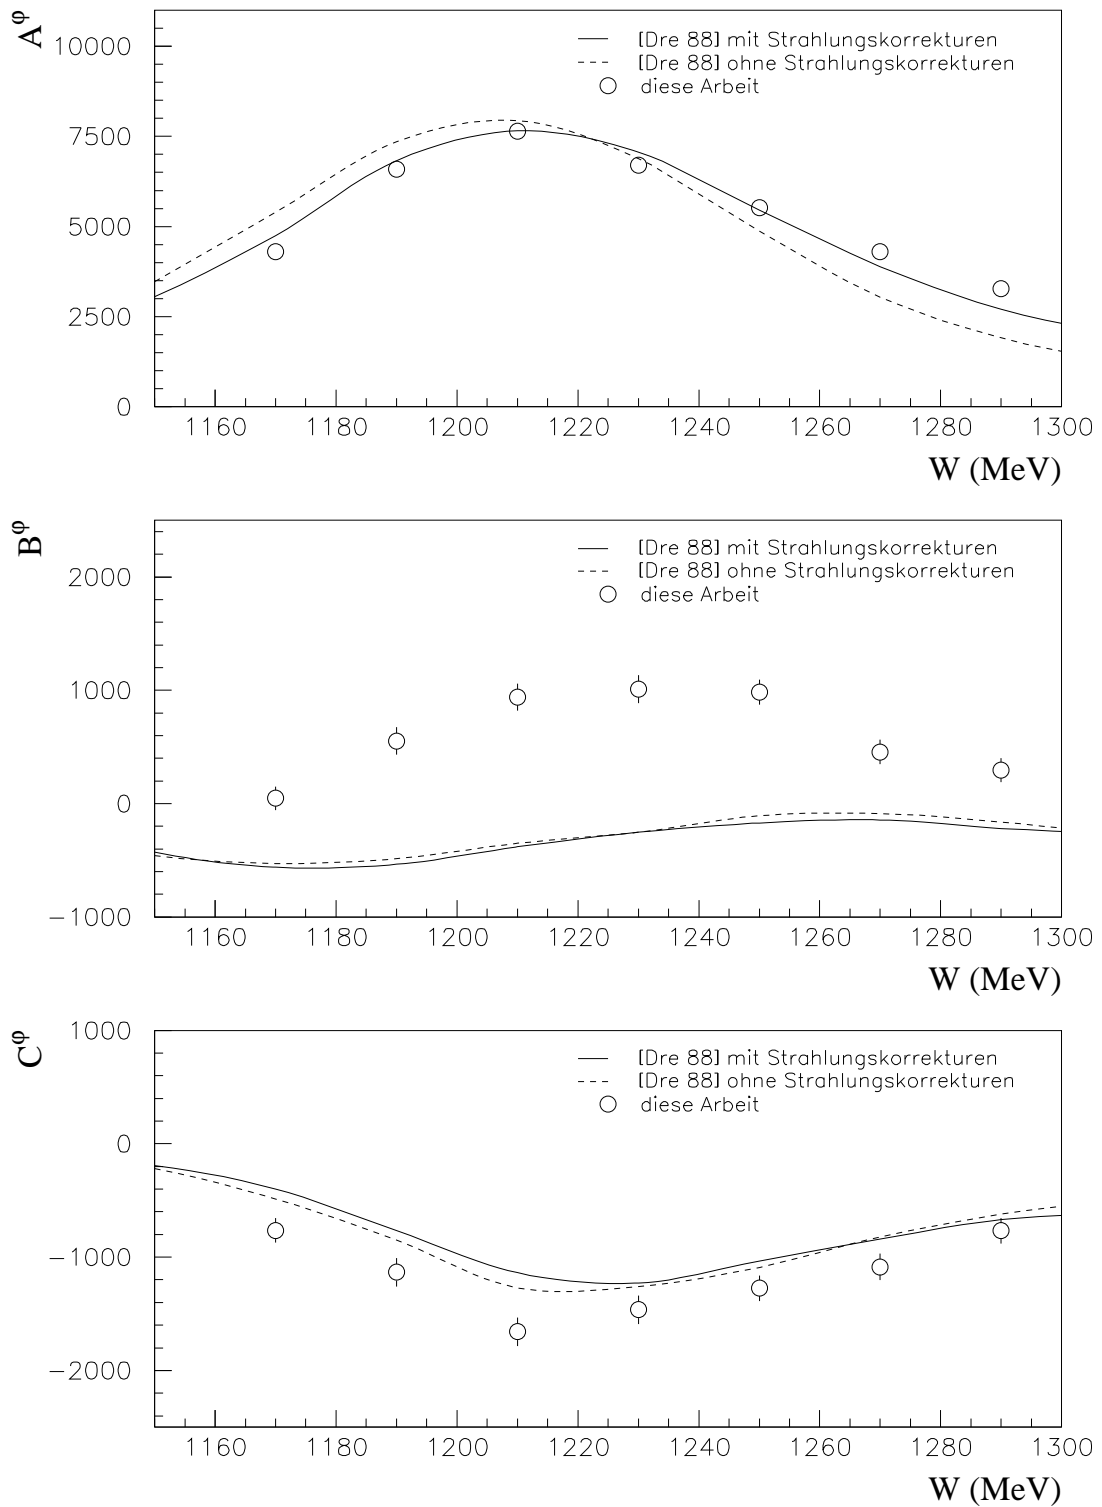 A^φ
[Dre 88] mit Strahlungskorrekturen
[Dre 88] ohne Strahlungskorrekturen
diese Arbeit
10000
7500
5000
2500
0
1160 1180 1200 1220 1240 1260 1280 1300
W (MeV)
B^φ
[Dre 88] mit Strahlungskorrekturen
[Dre 88] ohne Strahlungskorrekturen
diese Arbeit
2000
1000
0
−1000
1160 1180 1200 1220 1240 1260 1280 1300
W (MeV)
C^φ
1000
[Dre 88] mit Strahlungskorrekturen
[Dre 88] ohne Strahlungskorrekturen
diese Arbeit
0
−1000
−2000
1160 1180 1200 1220 1240 1260 1280 1300
W (MeV)